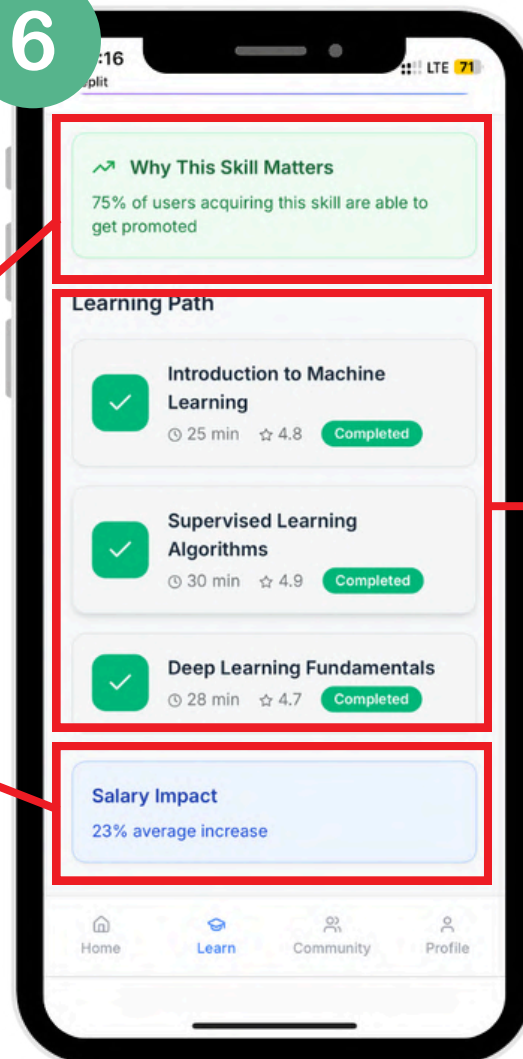 6
:16
split
LTE 71
Why This Skill Matters
75% of users acquiring this skill are able to
get promoted
Learning Path
Introduction to Machine
Learning
25 min 4.8 Completed
Supervised Learning
Algorithms
30 min 4.9 Completed
Deep Learning Fundamentals
28 min 4.7 Completed
Salary Impact
23% average increase
Home Learn Community Profile